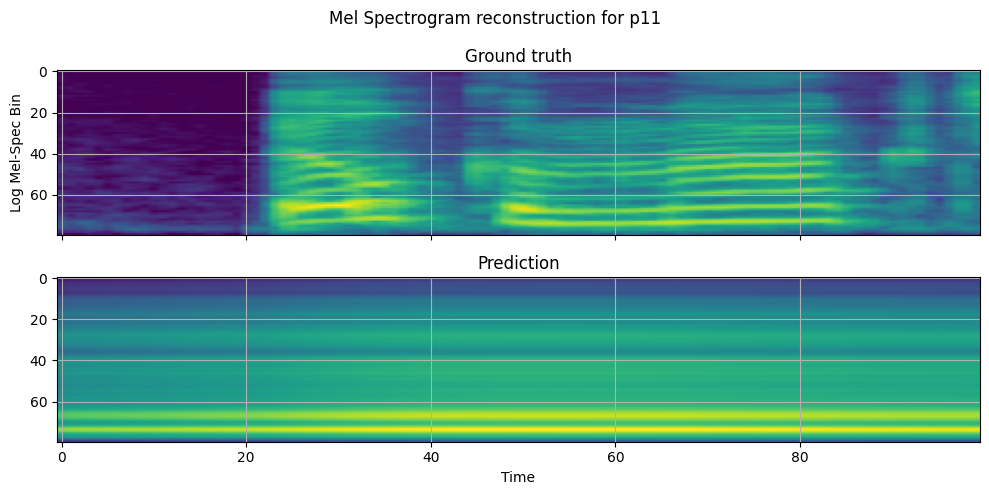 Mel Spectrogram reconstruction for p11
Ground truth
0
20
40
60
Log Mel-Spec Bin
Prediction
0
20
40
60
0 20 40 60 80
Time